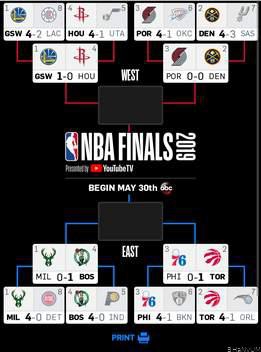 1 8 4 5 3 6 2 7
GSW 4-2 LAC HOU 4-1 UTA POR 4-1 OKC DEN 4-3 SAS
1 4 3 2
GSW 1-0 HOU POR 0-0 DEN
WEST
NBA FINALS 2019
Presented by YouTubeTV
BEGIN MAY 30th abc
EAST
1 4 3 2
MIL 0-1 BOS PHI 0-1 TOR
1 8 4 5 3 6 2 7
MIL 4-0 DET BOS 4-0 IND PHI 4-1 BKN TOR 4-1 ORL
PRINT